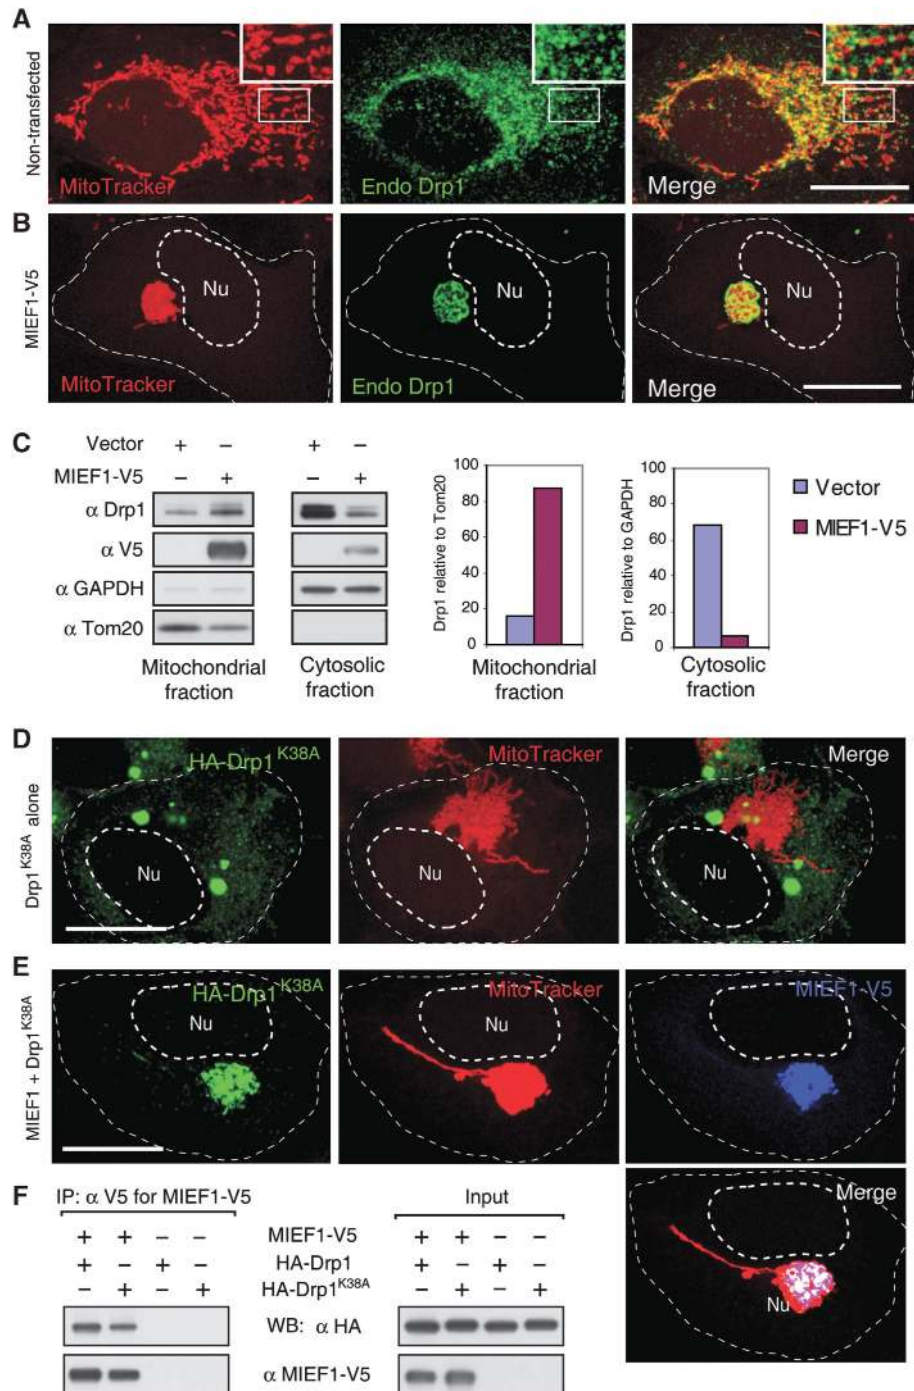 A
Non-transfected
MitoTracker
Endo Drp1
Merge
B
MIEF1-V5
Nu
MitoTracker
Nu
Endo Drp1
Nu
Merge
C
Vector + – + –
MIEF1-V5 – + – +
α Drp1
α V5
α GAPDH
α Tom20
Mitochondrial fraction
Cytosolic fraction
Drp1 relative to Tom20
100
80
60
40
20
0
Mitochondrial fraction
Drp1 relative to GAPDH
100
80
60
40
20
0
Cytosolic fraction
Vector
MIEF1-V5
D
Drp1K38A alone
HA-Drp1K38A
Nu
MitoTracker
Nu
Merge
Nu
E
MIEF1 + Drp1K38A
HA-Drp1K38A
Nu
MitoTracker
Nu
MIEF1-V5
Merge
Nu
F
IP: α V5 for MIEF1-V5
Input
+ + – – MIEF1-V5 + + – –
+ – + – HA-Drp1 + – + –
– + – + HA-Drp1K38A – + – +
WB: α HA
α MIEF1-V5